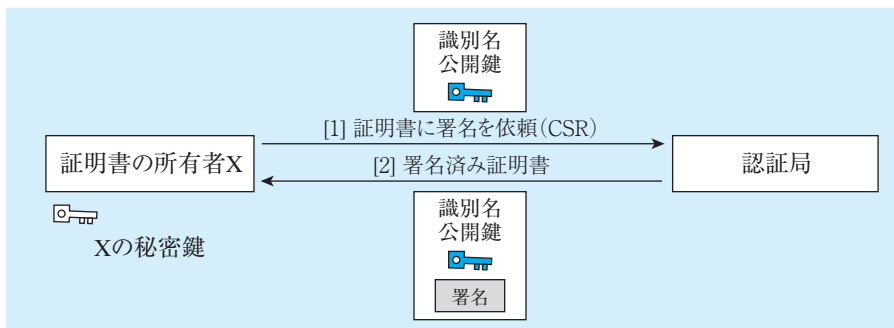 識別名
公開鍵
[1] 証明書に署名を依頼（CSR）
証明書の所有者X
認証局
[2] 署名済み証明書
Xの秘密鍵
識別名
公開鍵
署名